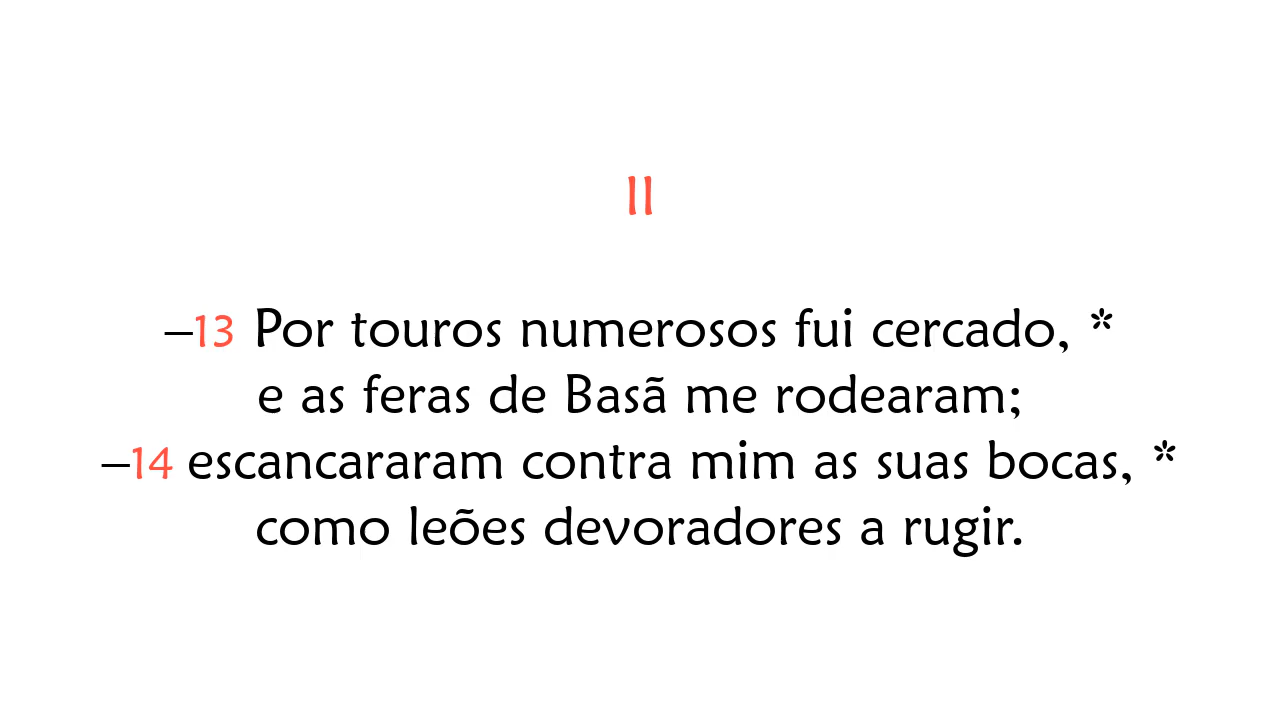 II
–13 Por touros numerosos fui cercado, *
e as feras de Basã me rodearam;
–14 escancararam contra mim as suas bocas, *
como leões devoradores a rugir.